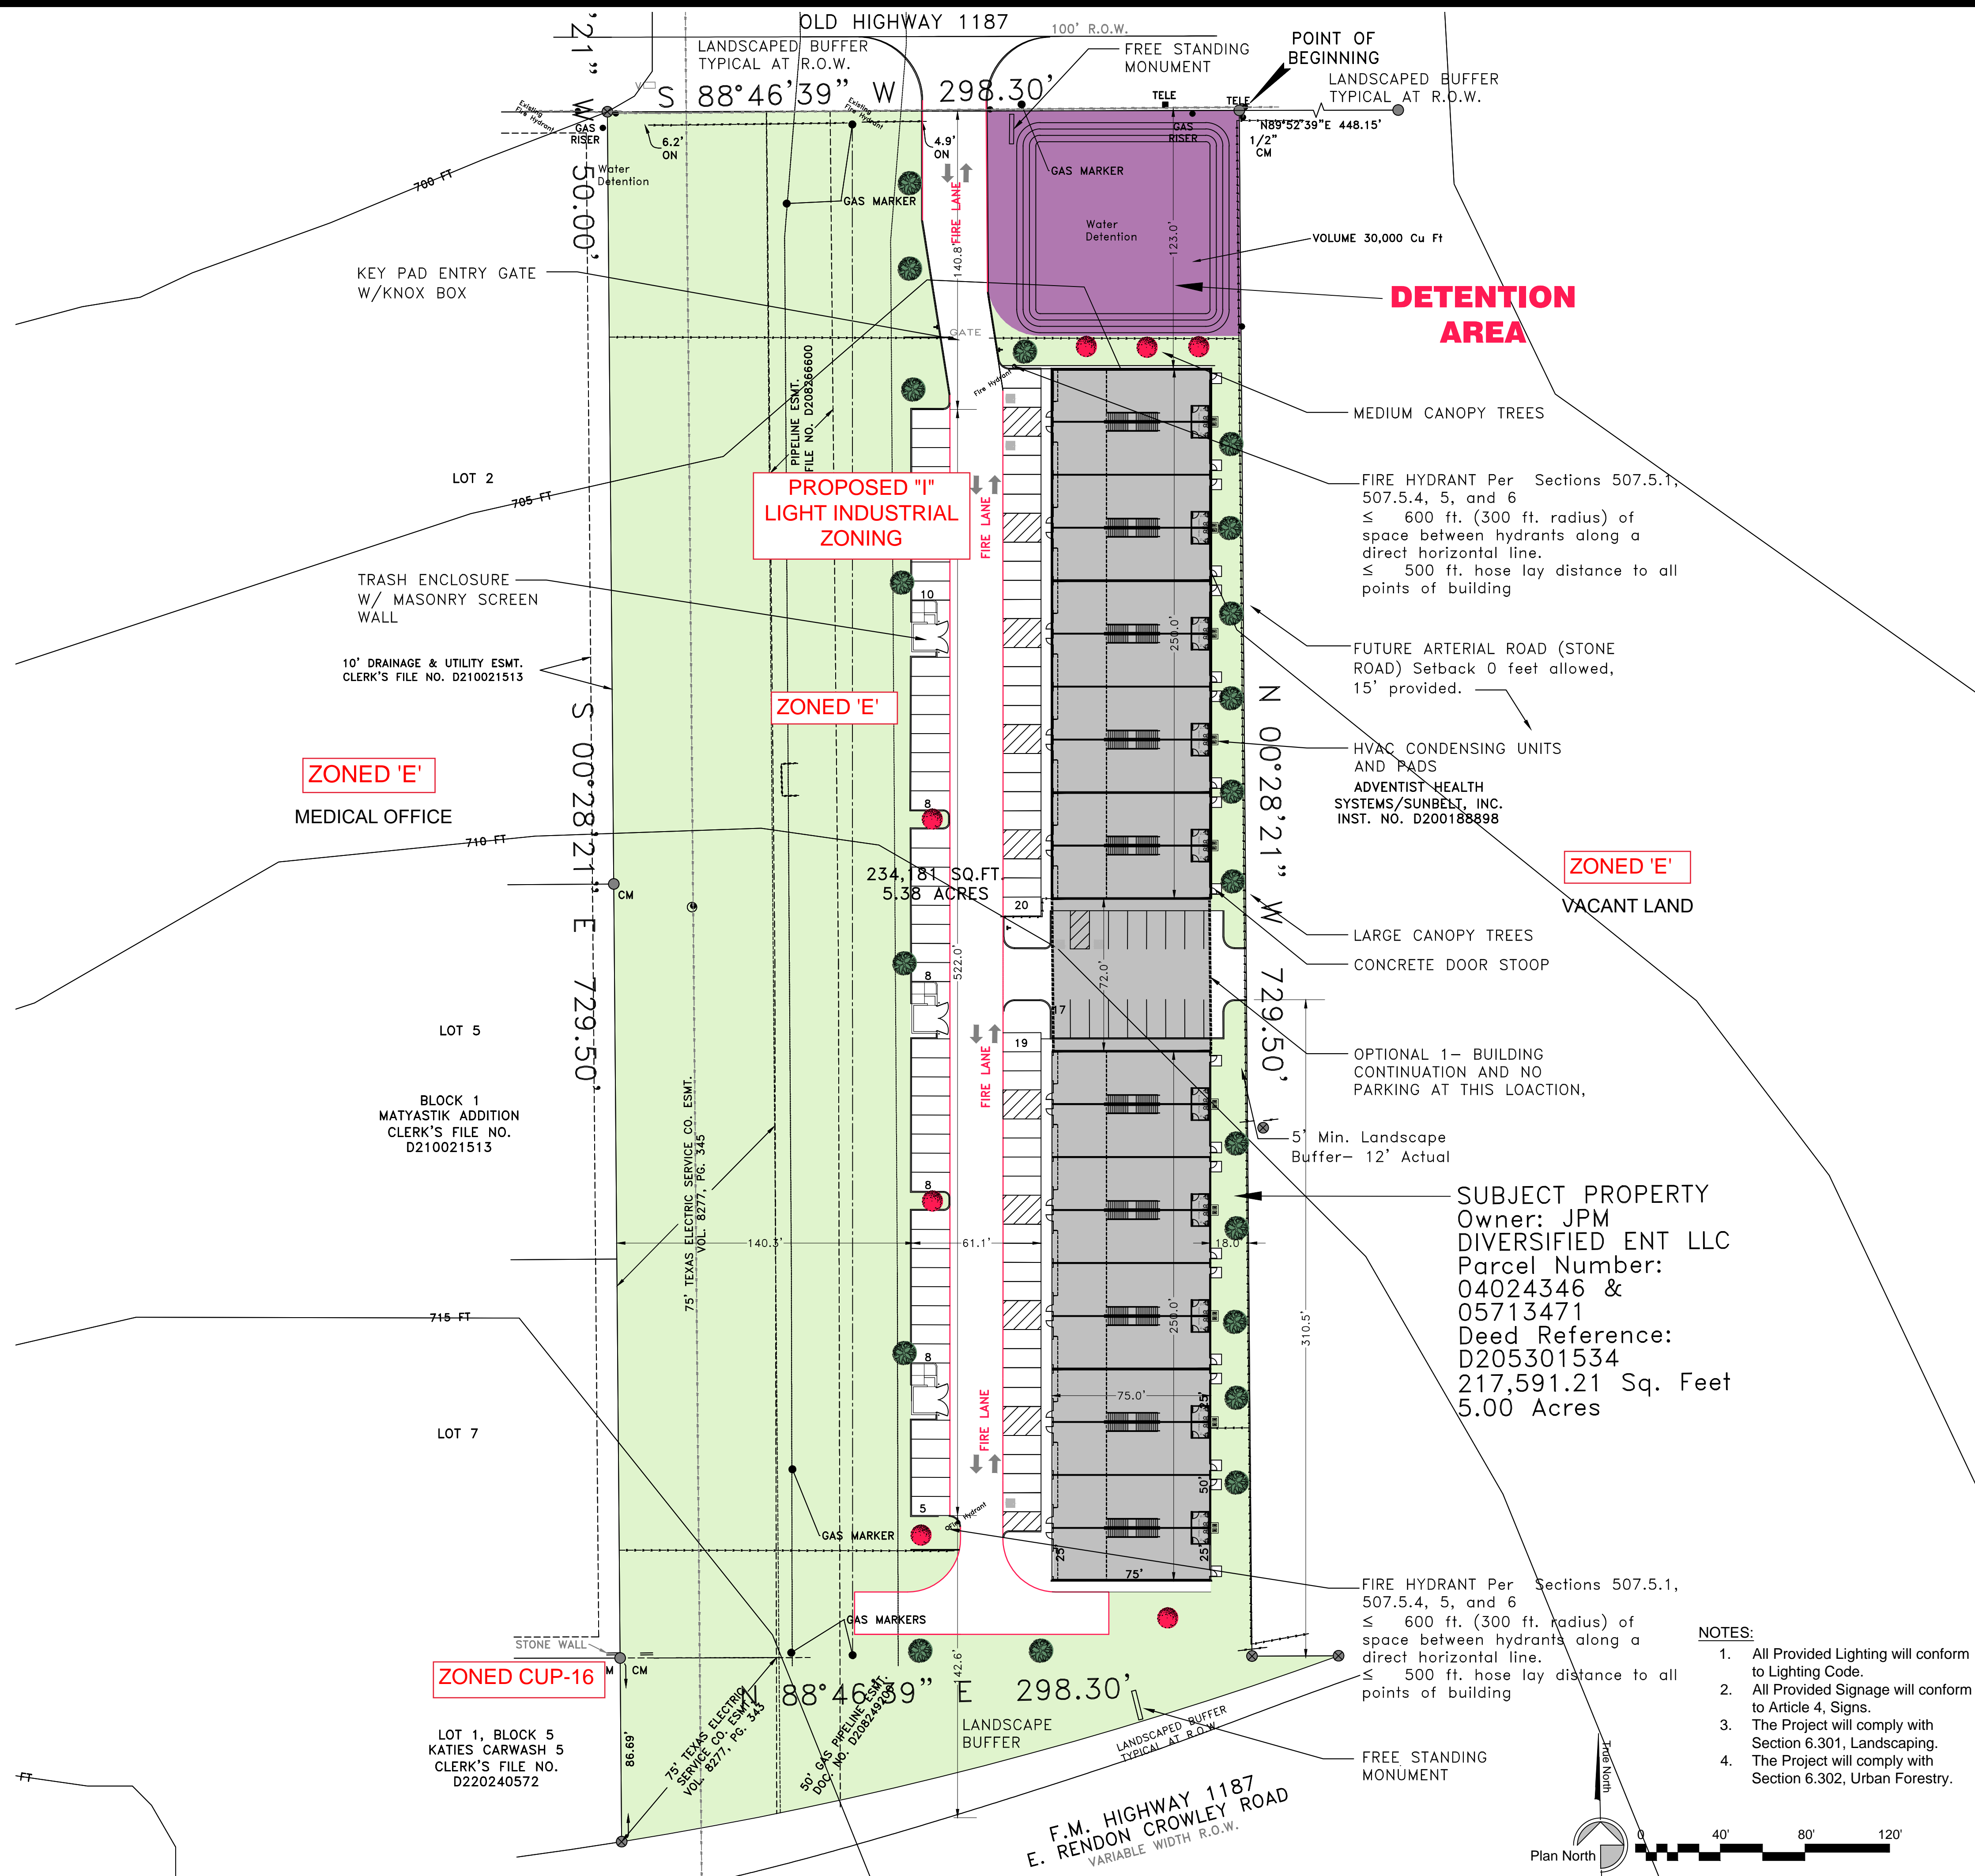 OLD HIGHWAY 1187
100' R.O.W.
LANDSCAPED BUFFER
TYPICAL AT R.O.W.
FREE STANDING
MONUMENT
POINT OF
BEGINNING
LANDSCAPED BUFFER
TYPICAL AT R.O.W.
'21" W 50.00'
S 88°46'39" W 298.30'
TELE
TELE
Existing
Fire Hydrant
Existing
Fire Hydrant
GAS
RISER
6.2'
ON
4.9'
ON
GAS
RISER
N89°52'39"E 448.15'
1/2"
CM
Water
Detention
700 FT
GAS MARKER
GAS MARKER
FIRE LANE
140.8'
Water
Detention
123.0'
VOLUME 30,000 Cu Ft
KEY PAD ENTRY GATE
W/KNOX BOX
DETENTION
AREA
GATE
PIPELINE ESMT.
FILE NO. D208266600
Fire Hydrant
MEDIUM CANOPY TREES
LOT 2
705 FT
PROPOSED "I"
LIGHT INDUSTRIAL
ZONING
FIRE LANE
FIRE HYDRANT Per Sections 507.5.1,
507.5.4, 5, and 6
≤ 600 ft. (300 ft. radius) of
space between hydrants along a
direct horizontal line.
≤ 500 ft. hose lay distance to all
points of building
TRASH ENCLOSURE
W/ MASONRY SCREEN
WALL
10
250.0'
10' DRAINAGE & UTILITY ESMT.
CLERK'S FILE NO. D210021513
FUTURE ARTERIAL ROAD (STONE
ROAD) Setback 0 feet allowed,
15' provided.
ZONED 'E'
S 00°28'21" E 729.50'
N 00°28'21" W 729.50'
HVAC CONDENSING UNITS
AND PADS
ZONED 'E'
MEDICAL OFFICE
ADVENTIST HEALTH
SYSTEMS/SUNBELT, INC.
INST. NO. D200188898
8
710 FT
234,181 SQ.FT.
5.38 ACRES
ZONED 'E'
VACANT LAND
CM
20
LARGE CANOPY TREES
CONCRETE DOOR STOOP
522.0'
72.0'
8
17
LOT 5
19
FIRE LANE
OPTIONAL 1- BUILDING
CONTINUATION AND NO
PARKING AT THIS LOACTION,
BLOCK 1
MATYASTIK ADDITION
CLERK'S FILE NO.
D210021513
75' TEXAS ELECTRIC SERVICE CO. ESMT.
VOL. 8277, PG. 345
5' Min. Landscape
Buffer- 12' Actual
8
SUBJECT PROPERTY
Owner: JPM
DIVERSIFIED ENT LLC
Parcel Number:
04024346 &
05713471
Deed Reference:
D205301534
217,591.21 Sq. Feet
5.00 Acres
140.3'
61.1'
18.0'
250.0'
310.5'
715 FT
8
75.0'
25'
FIRE LANE
LOT 7
50'
5
Fire Hydrant
GAS MARKER
25'
25'
75'
FIRE HYDRANT Per Sections 507.5.1,
507.5.4, 5, and 6
≤ 600 ft. (300 ft. radius) of
space between hydrants along a
direct horizontal line.
≤ 500 ft. hose lay distance to all
points of building
GAS MARKERS
STONE WALL
CM
ZONED CUP-16
N 88°46'39" E 298.30'
142.6'
LOT 1, BLOCK 5
KATIES CARWASH 5
CLERK'S FILE NO.
D220240572
86.69'
75' TEXAS ELECTRIC
SERVICE CO. ESMT.
VOL. 8277, PG. 343
50' GAS PIPELINE ESMT.
LANDSCAPE
BUFFER
LANDSCAPED BUFFER
TYPICAL AT R.O.W.
FREE STANDING
MONUMENT
F.M. HIGHWAY 1187
E. RENDON CROWLEY ROAD
VARIABLE WIDTH R.O.W.
FT
NOTES:
1. All Provided Lighting will conform
to Lighting Code.
2. All Provided Signage will conform
to Article 4, Signs.
3. The Project will comply with
Section 6.301, Landscaping.
4. The Project will comply with
Section 6.302, Urban Forestry.
True North
Plan North
0 40' 80' 120'